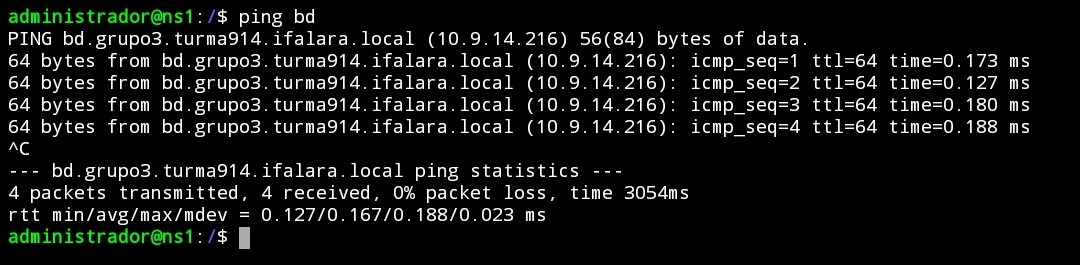 administrador@ns1:/$ ping bd
PING bd.grupo3.turma914.ifalara.local (10.9.14.216) 56(84) bytes of data.
64 bytes from bd.grupo3.turma914.ifalara.local (10.9.14.216): icmp_seq=1 ttl=64 time=0.173 ms
64 bytes from bd.grupo3.turma914.ifalara.local (10.9.14.216): icmp_seq=2 ttl=64 time=0.127 ms
64 bytes from bd.grupo3.turma914.ifalara.local (10.9.14.216): icmp_seq=3 ttl=64 time=0.180 ms
64 bytes from bd.grupo3.turma914.ifalara.local (10.9.14.216): icmp_seq=4 ttl=64 time=0.188 ms
^C
--- bd.grupo3.turma914.ifalara.local ping statistics ---
4 packets transmitted, 4 received, 0% packet loss, time 3054ms
rtt min/avg/max/mdev = 0.127/0.167/0.188/0.023 ms
administrador@ns1:/$